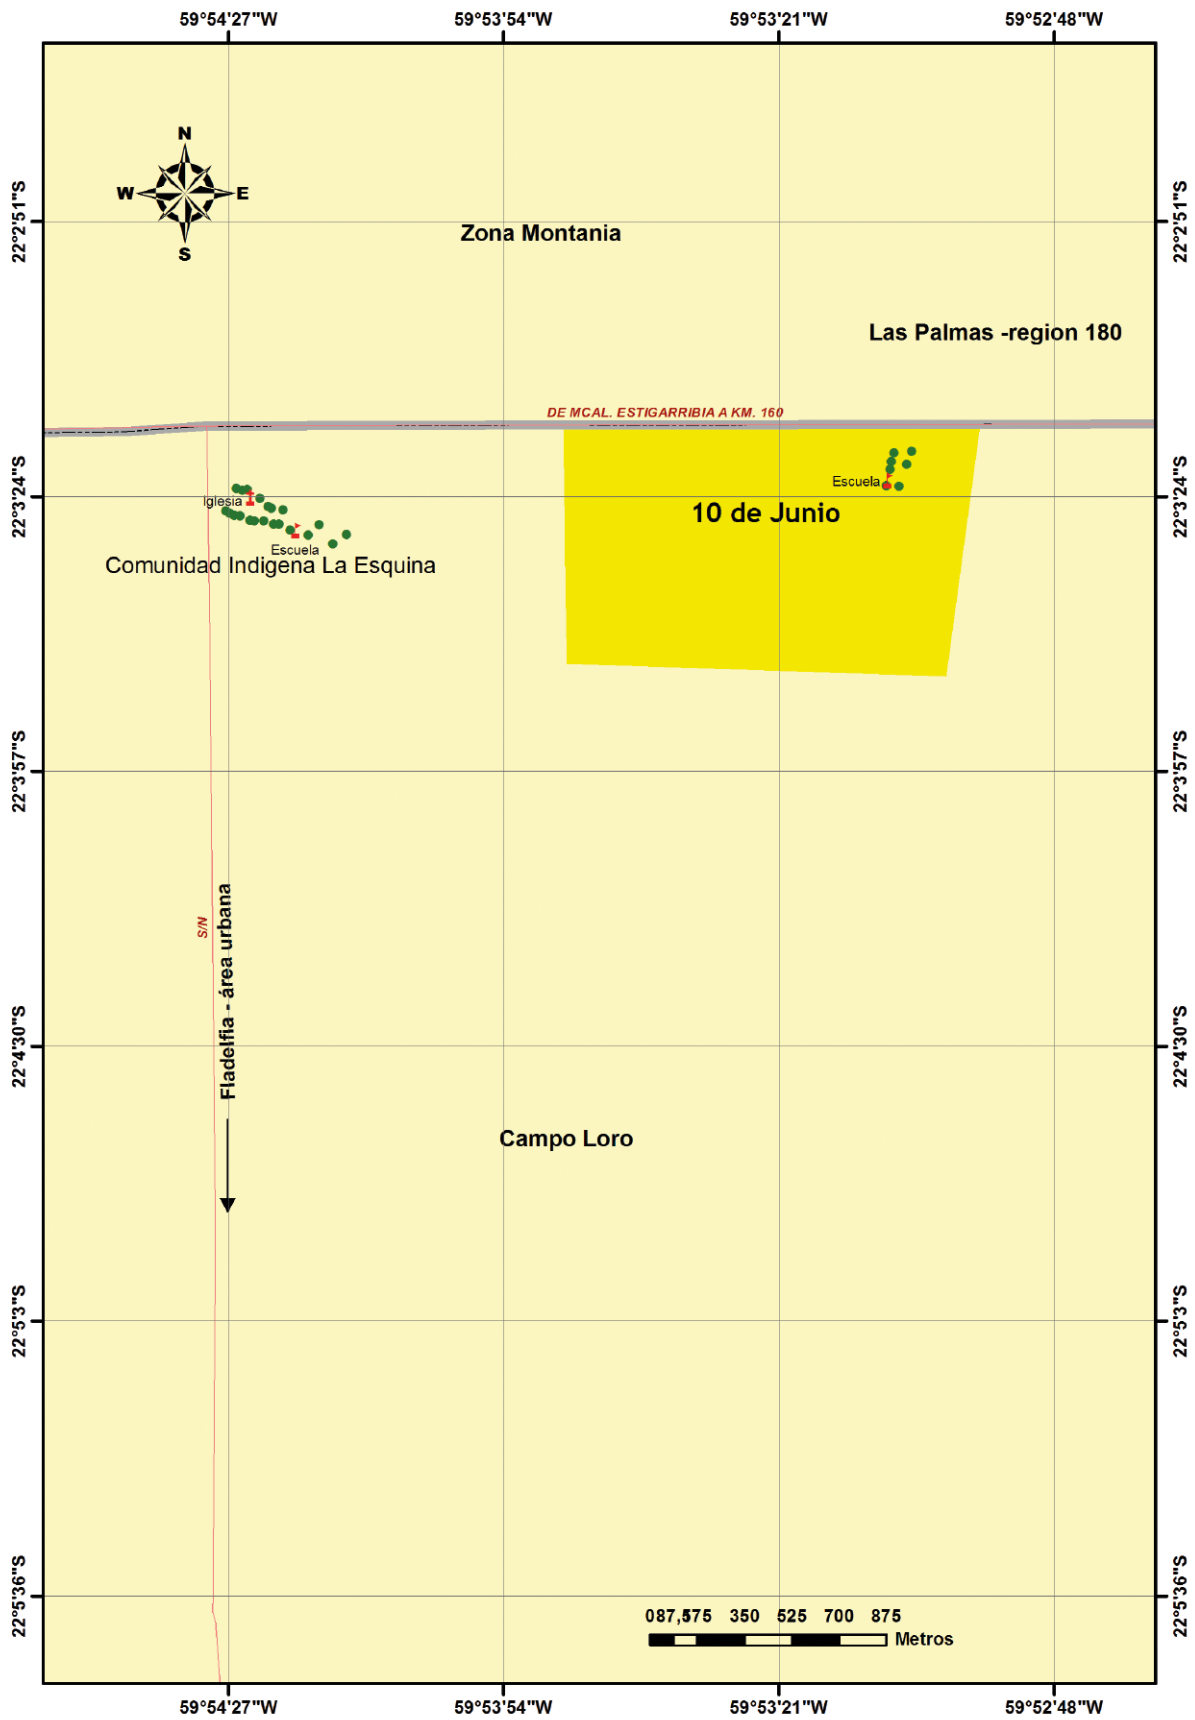 59°54'27"W 59°53'54"W 59°53'21"W 59°52'48"W
N
W E
S
22°2'51"S 22°2'51"S
Zona Montania
Las Palmas -region 180
DE MCAL. ESTIGARRIBIA A KM. 160
22°3'24"S 22°3'24"S
Escuela
Iglesia
10 de Junio
Escuela
Comunidad Indigena La Esquina
22°3'57"S 22°3'57"S
S/N
Fladelfia - área urbana
22°4'30"S 22°4'30"S
Campo Loro
22°5'3"S 22°5'3"S
22°5'36"S 22°5'36"S
087,5175 350 525 700 875
Metros
59°54'27"W 59°53'54"W 59°53'21"W 59°52'48"W